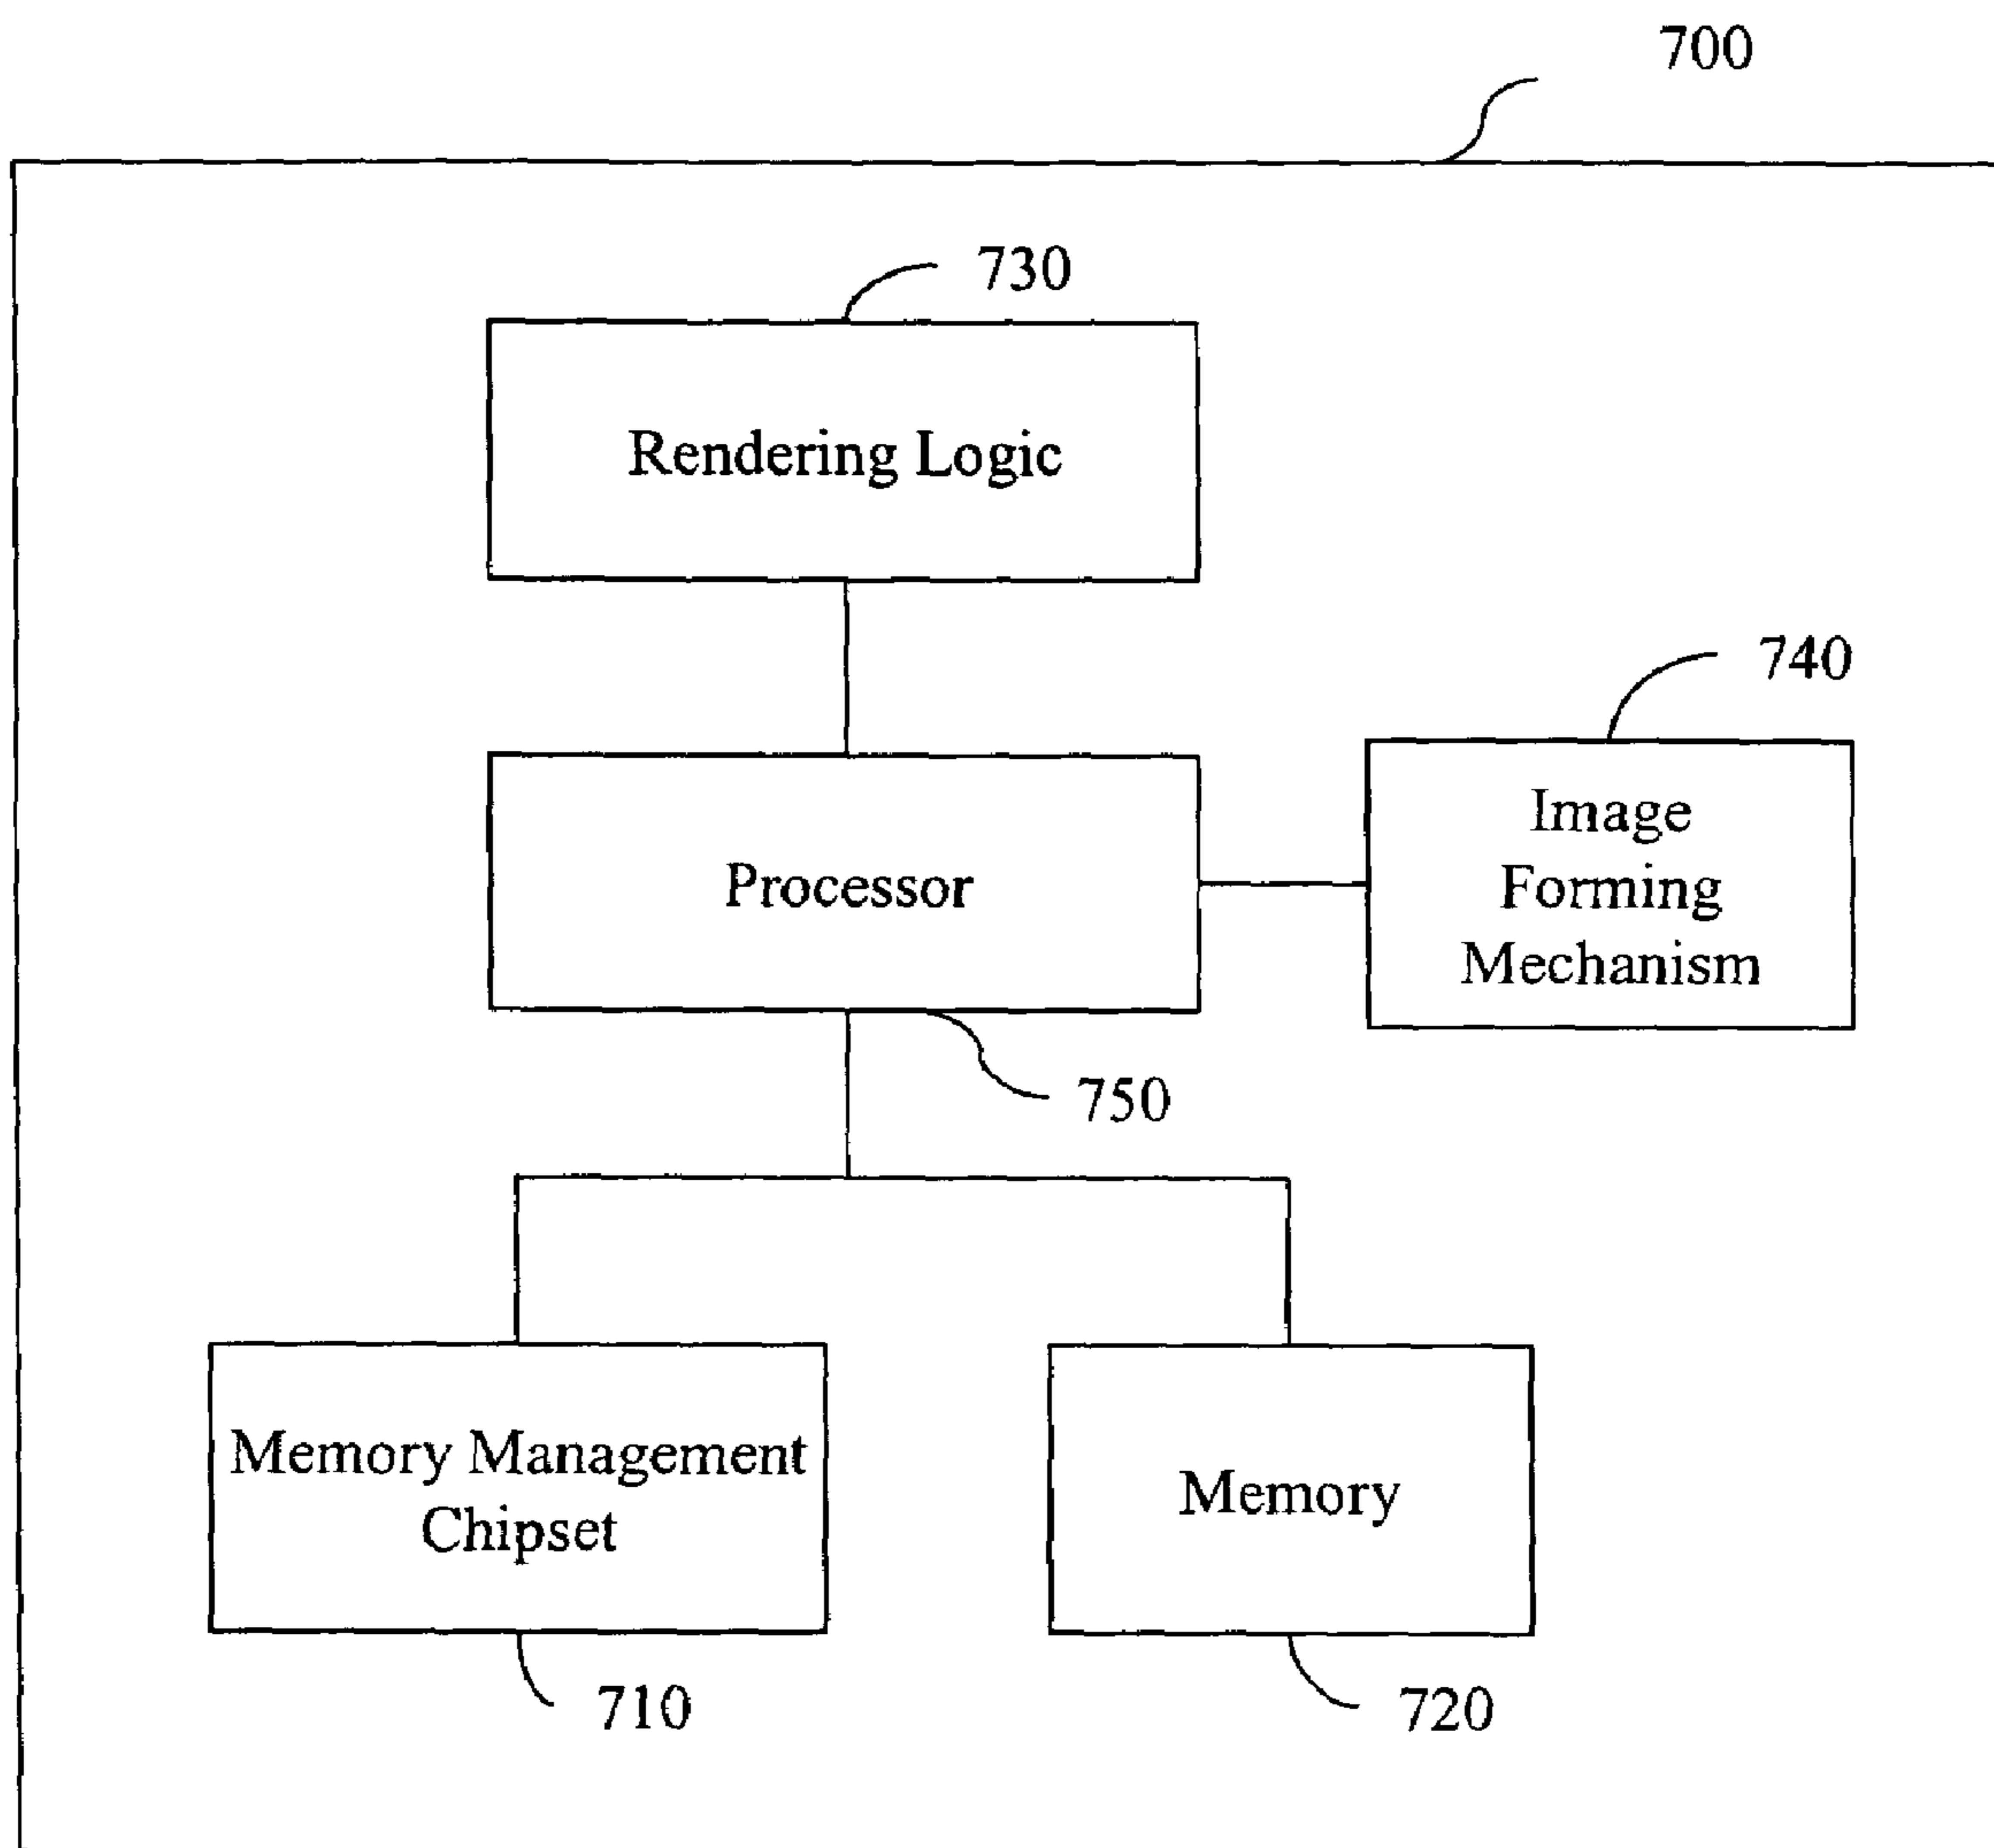 700
730
Rendering Logic
740
Image
Forming
Mechanism
Processor
750
Memory Management
Chipset
Memory
710
720